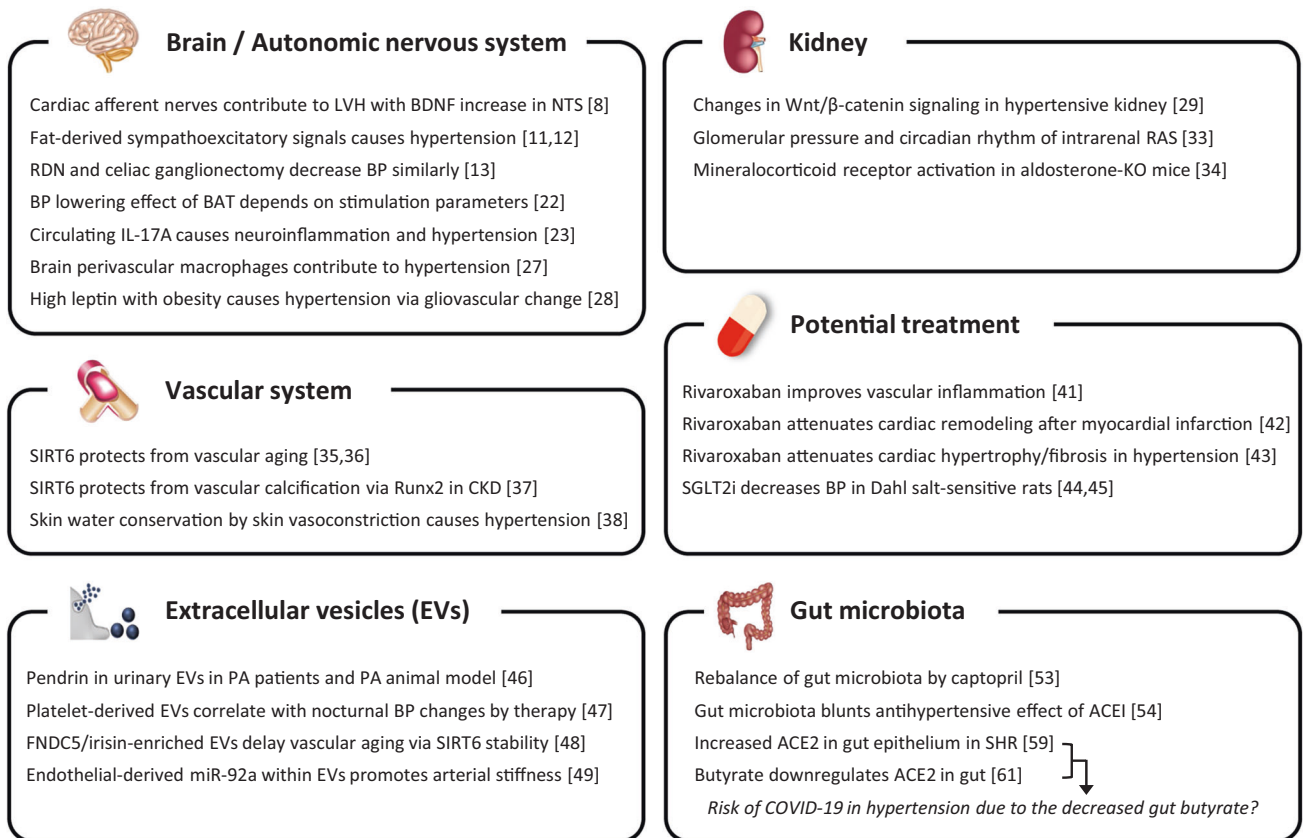 Brain / Autonomic nervous system
Cardiac afferent nerves contribute to LVH with BDNF increase in NTS [8]
Fat-derived sympathoexcitatory signals causes hypertension [11,12]
RDN and celiac ganglionectomy decrease BP similarly [13]
BP lowering effect of BAT depends on stimulation parameters [22]
Circulating IL-17A causes neuroinflammation and hypertension [23]
Brain perivascular macrophages contribute to hypertension [27]
High leptin with obesity causes hypertension via gliovascular change [28]
Kidney
Changes in Wnt/β-catenin signaling in hypertensive kidney [29]
Glomerular pressure and circadian rhythm of intrarenal RAS [33]
Mineralocorticoid receptor activation in aldosterone-KO mice [34]
Vascular system
SIRT6 protects from vascular aging [35,36]
SIRT6 protects from vascular calcification via Runx2 in CKD [37]
Skin water conservation by skin vasoconstriction causes hypertension [38]
Potential treatment
Rivaroxaban improves vascular inflammation [41]
Rivaroxaban attenuates cardiac remodeling after myocardial infarction [42]
Rivaroxaban attenuates cardiac hypertrophy/fibrosis in hypertension [43]
SGLT2i decreases BP in Dahl salt-sensitive rats [44,45]
Extracellular vesicles (EVs)
Pendrin in urinary EVs in PA patients and PA animal model [46]
Platelet-derived EVs correlate with nocturnal BP changes by therapy [47]
FNDC5/irisin-enriched EVs delay vascular aging via SIRT6 stability [48]
Endothelial-derived miR-92a within EVs promotes arterial stiffness [49]
Gut microbiota
Rebalance of gut microbiota by captopril [53]
Gut microbiota blunts antihypertensive effect of ACEI [54]
Increased ACE2 in gut epithelium in SHR [59]
Butyrate downregulates ACE2 in gut [61]
Risk of COVID-19 in hypertension due to the decreased gut butyrate?